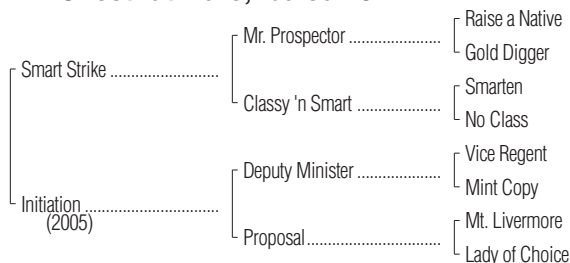 Raise a Native
Mr. Prospector
Gold Digger
Smart Strike
Smarten
Classy 'n Smart
No Class
Vice Regent
Deputy Minister
Mint Copy
Initiation
(2005)
Mt. Livermore
Proposal
Lady of Choice